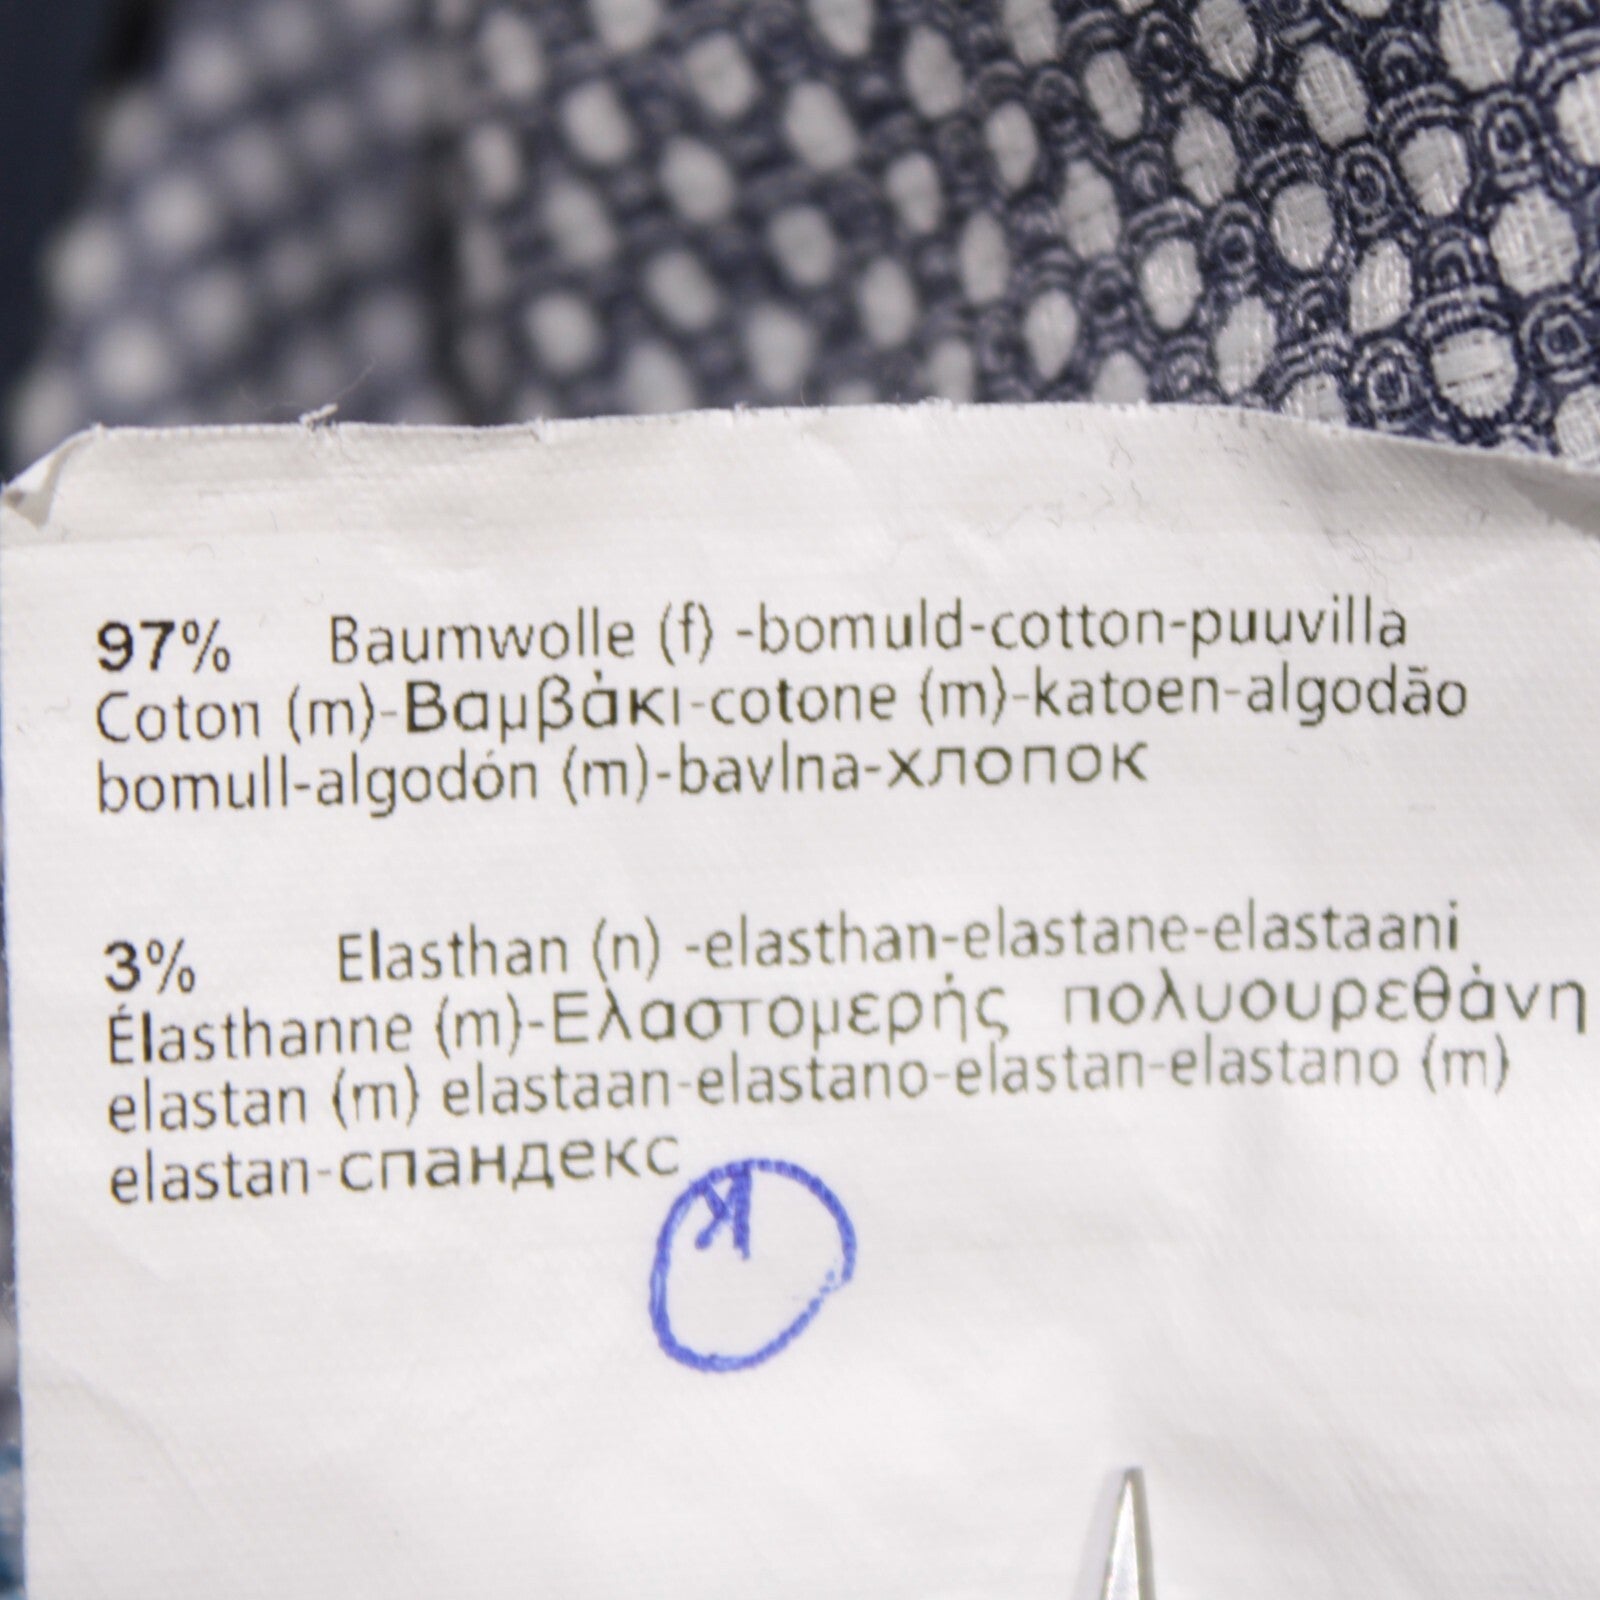 97% Baumwolle (f) -bomuld-cotton-puuvilla
Coton (m)-Βαμβάκι-cotone (m)-katoen-algodão
bomull-algodón (m)-bavlna-хлопок
3% Elasthan (n) -elasthan-elastane-elastaani
Élasthanne (m)-Ελαστομερής πολυουρεθάνη
elastan (m) elastaan-elastano-elastan-elastano (m)
elastan-спандекс